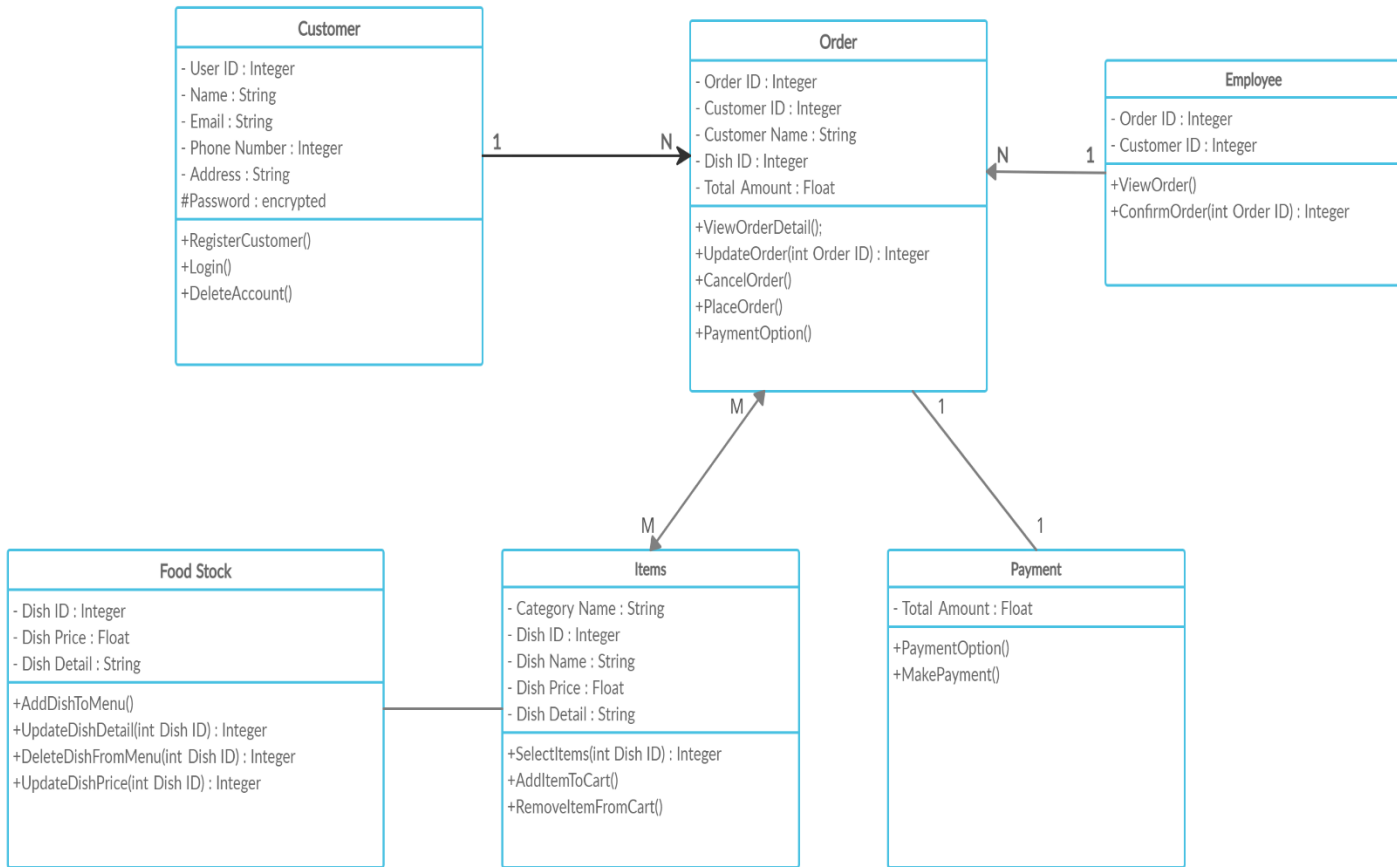 Customer
- User ID : Integer
- Name : String
- Email : String
- Phone Number : Integer
- Address : String
#Password : encrypted
+RegisterCustomer()
+Login()
+DeleteAccount()
1
N
Order
- Order ID : Integer
- Customer ID : Integer
- Customer Name : String
- Dish ID : Integer
- Total Amount : Float
+ViewOrderDetail();
+UpdateOrder(int Order ID) : Integer
+CancelOrder()
+PlaceOrder()
+PaymentOption()
N
1
Employee
- Order ID : Integer
- Customer ID : Integer
+ViewOrder()
+ConfirmOrder(int Order ID) : Integer
M
M
1
1
Food Stock
- Dish ID : Integer
- Dish Price : Float
- Dish Detail : String
+AddDishToMenu()
+UpdateDishDetail(int Dish ID) : Integer
+DeleteDishFromMenu(int Dish ID) : Integer
+UpdateDishPrice(int Dish ID) : Integer
Items
- Category Name : String
- Dish ID : Integer
- Dish Name : String
- Dish Price : Float
- Dish Detail : String
+SelectItems(int Dish ID) : Integer
+AddItemToCart()
+RemoveItemFromCart()
Payment
- Total Amount : Float
+PaymentOption()
+MakePayment()